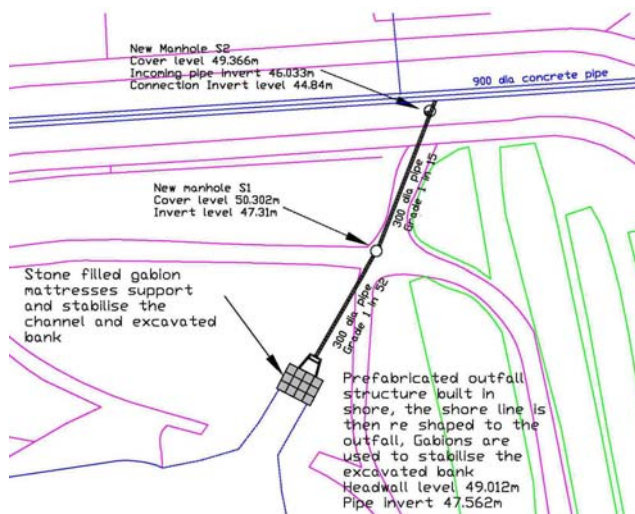 New Manhole S2
Cover level 49.366m
Incoming pipe invert 46.033m
Connection Invert level 44.84m
900 dia concrete pipe
300 dia pipe
Grade 1 in 15
New manhole S1
Cover level 50.302m
Invert level 47.31m
300 dia pipe
Grade 1 in 52
Stone filled gabion
mattresses support
and stabilise the
channel and excavated
bank
Prefabricated outfall
structure built in
shore, the shore line is
then re shaped to the
outfall, Gabions are
used to stabilise the
excavated bank
Headwall level 49.012m
Pipe invert 47.562m